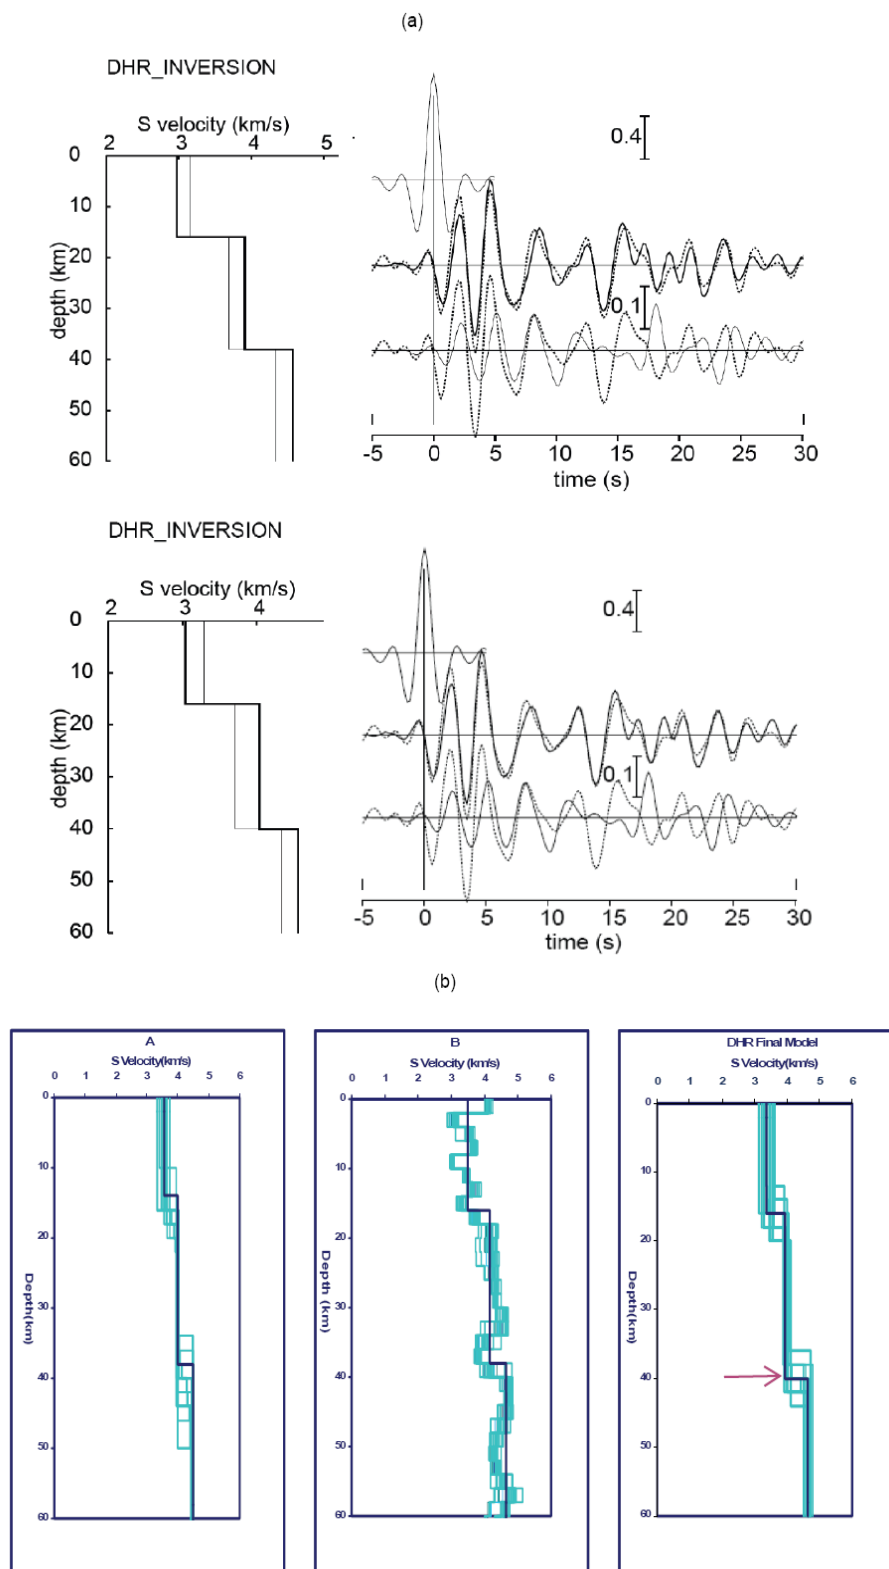 (a)
DHR_INVERSION
S velocity (km/s)
2 3 4 5
0
10
20
30
40
50
60
depth (km)
0.4
0.1
-5 0 5 10 15 20 25 30
time (s)
DHR_INVERSION
S velocity (km/s)
2 3 4
0
10
20
30
40
50
60
depth (km)
0.4
0.1
-5 0 5 10 15 20 25 30
time (s)
(b)
A
S Velocity(km/s)
0 1 2 3 4 5 6
0
10
20
30
40
50
60
Depth(km)
B
S Velocity (km/s)
0 1 2 3 4 5 6
0
10
20
30
40
50
60
Depth (km)
DHR Final Model
S Velocity(km/s)
0 1 2 3 4 5 6
0
10
20
30
40
50
60
Depth(km)